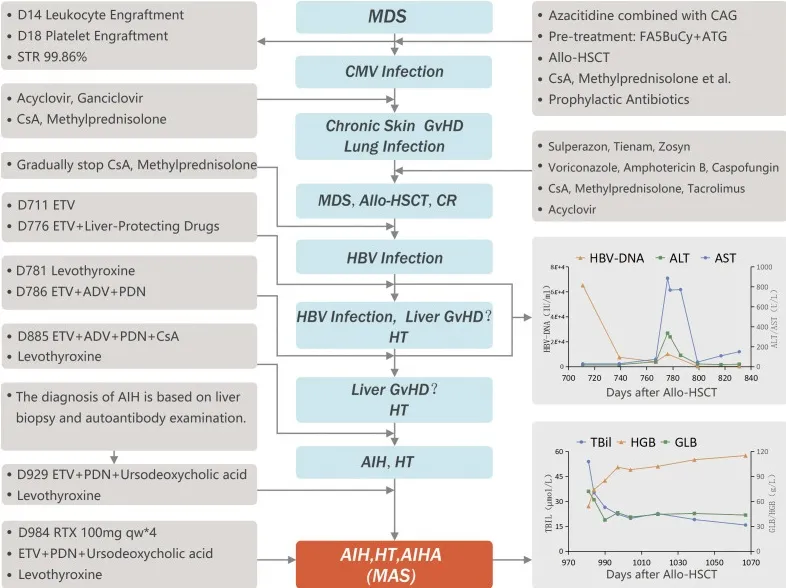 • D14 Leukocyte Engraftment
• D18 Platelet Engraftment
• STR 99.86%
MDS
• Azacitidine combined with CAG
• Pre-treatment: FA5BuCy+ATG
• Allo-HSCT
• CsA, Methylprednisolone et al.
• Prophylactic Antibiotics
CMV Infection
• Acyclovir, Ganciclovir
• CsA, Methylprednisolone
Chronic Skin GvHD
Lung Infection
• Gradually stop CsA, Methylprednisolone
• Sulperazon, Tienam, Zosyn
• Voriconazole, Amphotericin B, Caspofungin
• CsA, Methylprednisolone, Tacrolimus
• Acyclovir
MDS, Allo-HSCT, CR
• D711 ETV
• D776 ETV+Liver-Protecting Drugs
HBV Infection
• D781 Levothyroxine
• D786 ETV+ADV+PDN
HBV Infection, Liver GvHD?
HT
HBV-DNA ALT AST
HBV-DNA (IU/ml)
8E+4
6E+4
4E+4
2E+4
0
1000
800
600
400
200
0
ALT/AST (U/L)
700 720 740 760 780 800 820 840
Days after Allo-HSCT
• D885 ETV+ADV+PDN+CsA
• Levothyroxine
Liver GvHD?
HT
• The diagnosis of AIH is based on liver
biopsy and autoantibody examination.
AIH, HT
• D929 ETV+PDN+Ursodeoxycholic acid
• Levothyroxine
TBil HGB GLB
TBIL (μmol/L)
60
45
30
15
0
120
90
60
30
0
GLB/HGB (g/L)
970 990 1010 1030 1050 1070
Days after Allo-HSCT
• D984 RTX 100mg qw*4
• ETV+PDN+Ursodeoxycholic acid
• Levothyroxine
AIH,HT,AIHA
(MAS)